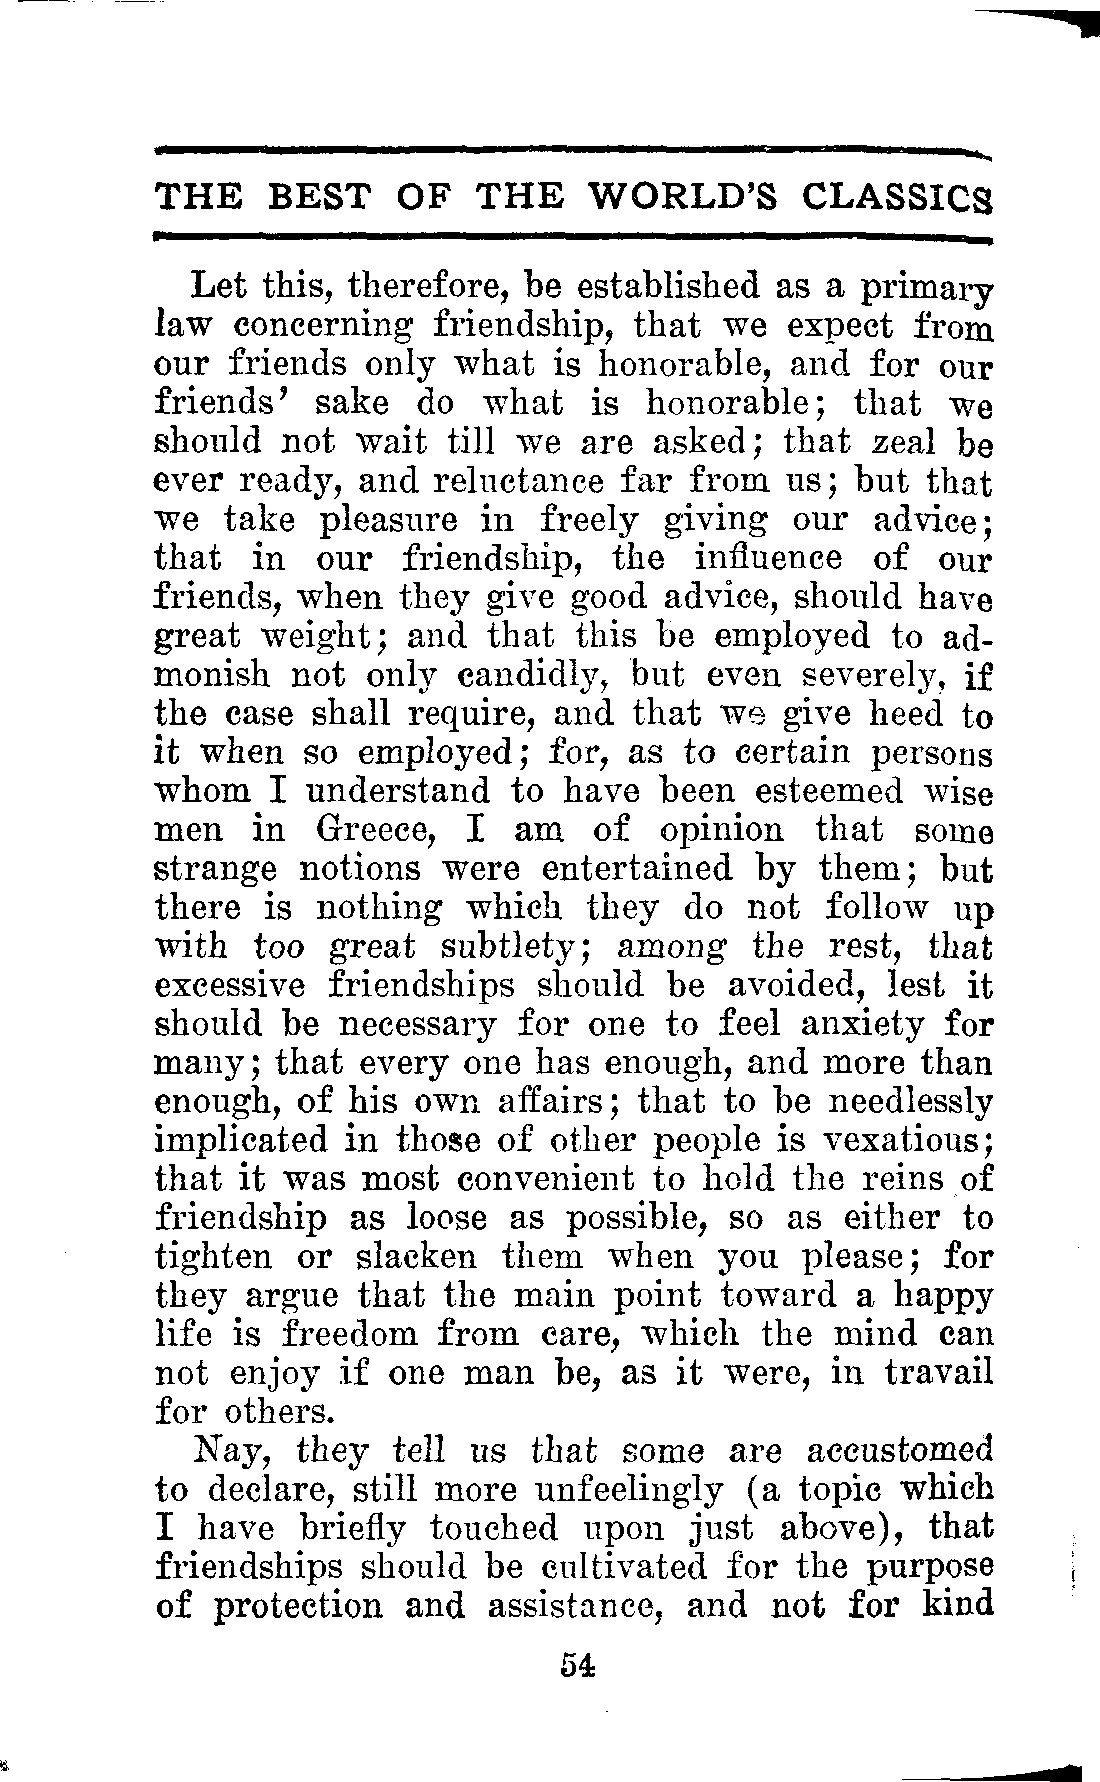 THE BEST OF THE WORLD'S CLASSICS
Let this, therefore, be established as a primary
law concerning friendship, that we expect from
our friends only what is honorable, and for our
friends' sake do what is honorable; that we
should not wait till we are asked; that zeal be
ever ready, and reluctance far from us; but that
we take pleasure in freely giving our advice;
that in our friendship, the influence of our
friends, when they give good advice, should have
great weight; and that this be employed to ad-
monish not only candidly, but even severely, if
the case shall require, and that we give heed to
it when so employed; for, as to certain persons
whom I understand to have been esteemed wise
men in Greece, I am of opinion that some
strange notions were entertained by them; but
there is nothing which they do not follow up
with too great subtlety; among the rest, that
excessive friendships should be avoided, lest it
should be necessary for one to feel anxiety for
many; that every one has enough, and more than
enough, of his own affairs; that to be needlessly
implicated in those of other people is vexatious;
that it was most convenient to hold the reins of
friendship as loose as possible, so as either to
tighten or slacken them when you please; for
they argue that the main point toward a happy
life is freedom from care, which the mind can
not enjoy if one man be, as it were, in travail
for others.
Nay, they tell us that some are accustomed
to declare, still more unfeelingly (a topic which
I have briefly touched upon just above), that
friendships should be cultivated for the purpose
of protection and assistance, and not for kind
54